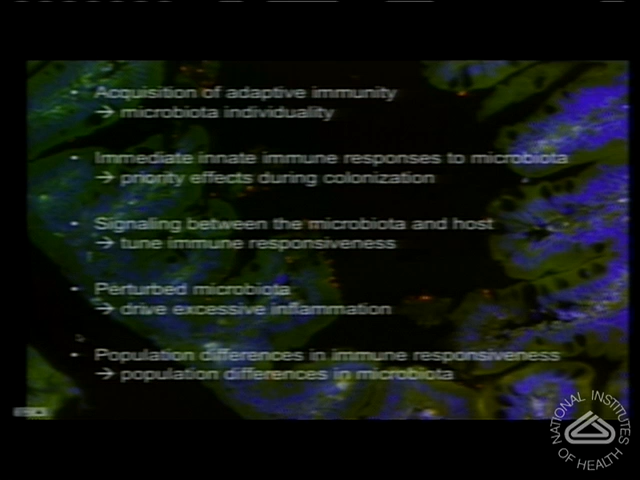 • Acquisition of adaptive immunity
→ microbiota individuality
• Immediate innate immune responses to microbiota
→ priority effects during colonization
• Signaling between the microbiota and host
→ tune immune responsiveness
• Perturbed microbiota
→ drive excessive inflammation
• Population differences in immune responsiveness
→ population differences in microbiota
NATIONAL INSTITUTES
OF HEALTH